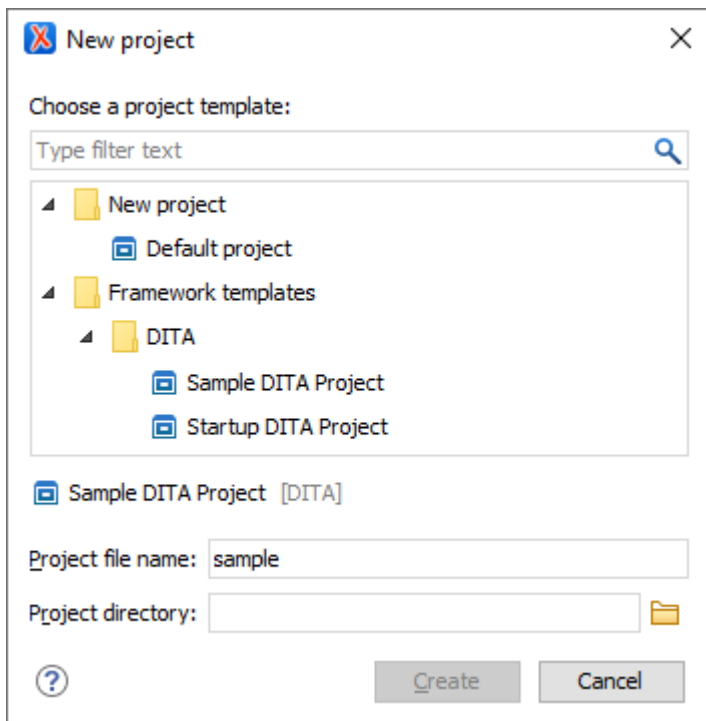 New project
Choose a project template:
Type filter text
New project
Default project
Framework templates
DITA
Sample DITA Project
Startup DITA Project
Sample DITA Project [DITA]
Project file name: sample
Project directory:
? Create Cancel